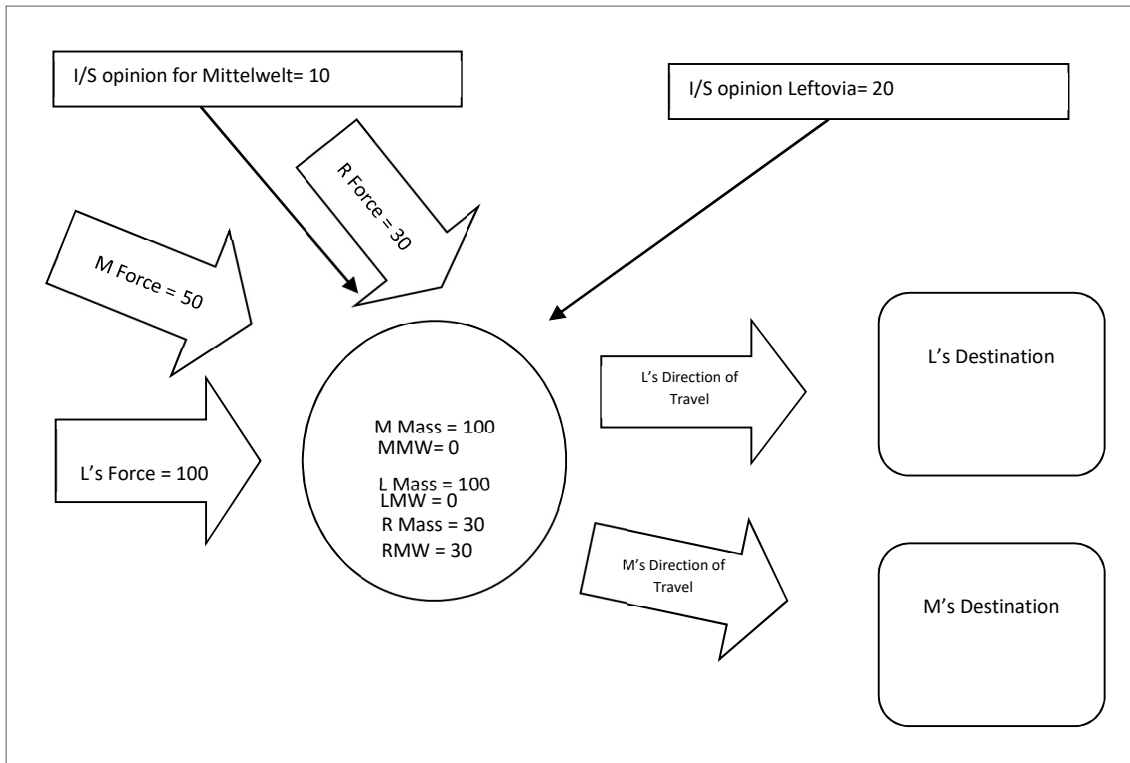 I/S opinion for Mittelwelt= 10
I/S opinion Leftovia= 20
R Force = 30
M Force = 50
L's Force = 100
M Mass = 100
MMW= 0
L Mass = 100
LMW = 0
R Mass = 30
RMW = 30
L's Direction of
Travel
L's Destination
M's Direction of
Travel
M's Destination